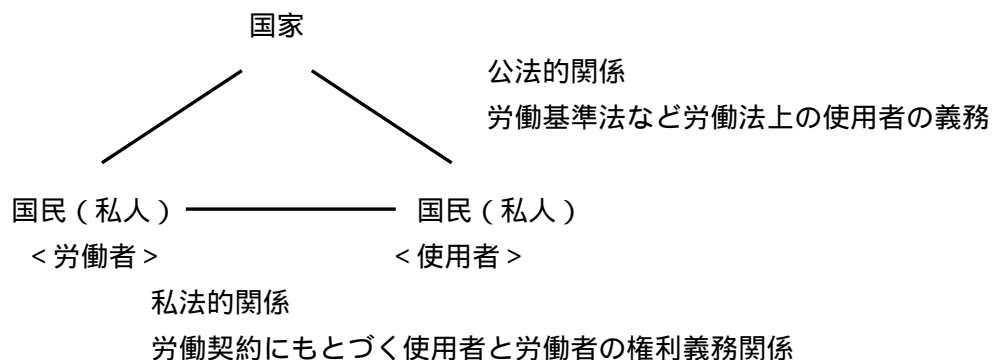 国家
公法的関係
労働基準法など労働法上の使用者の義務
国民（私人） 国民（私人）
＜労働者＞ ＜使用者＞
私法的関係
労働契約にもとづく使用者と労働者の権利義務関係